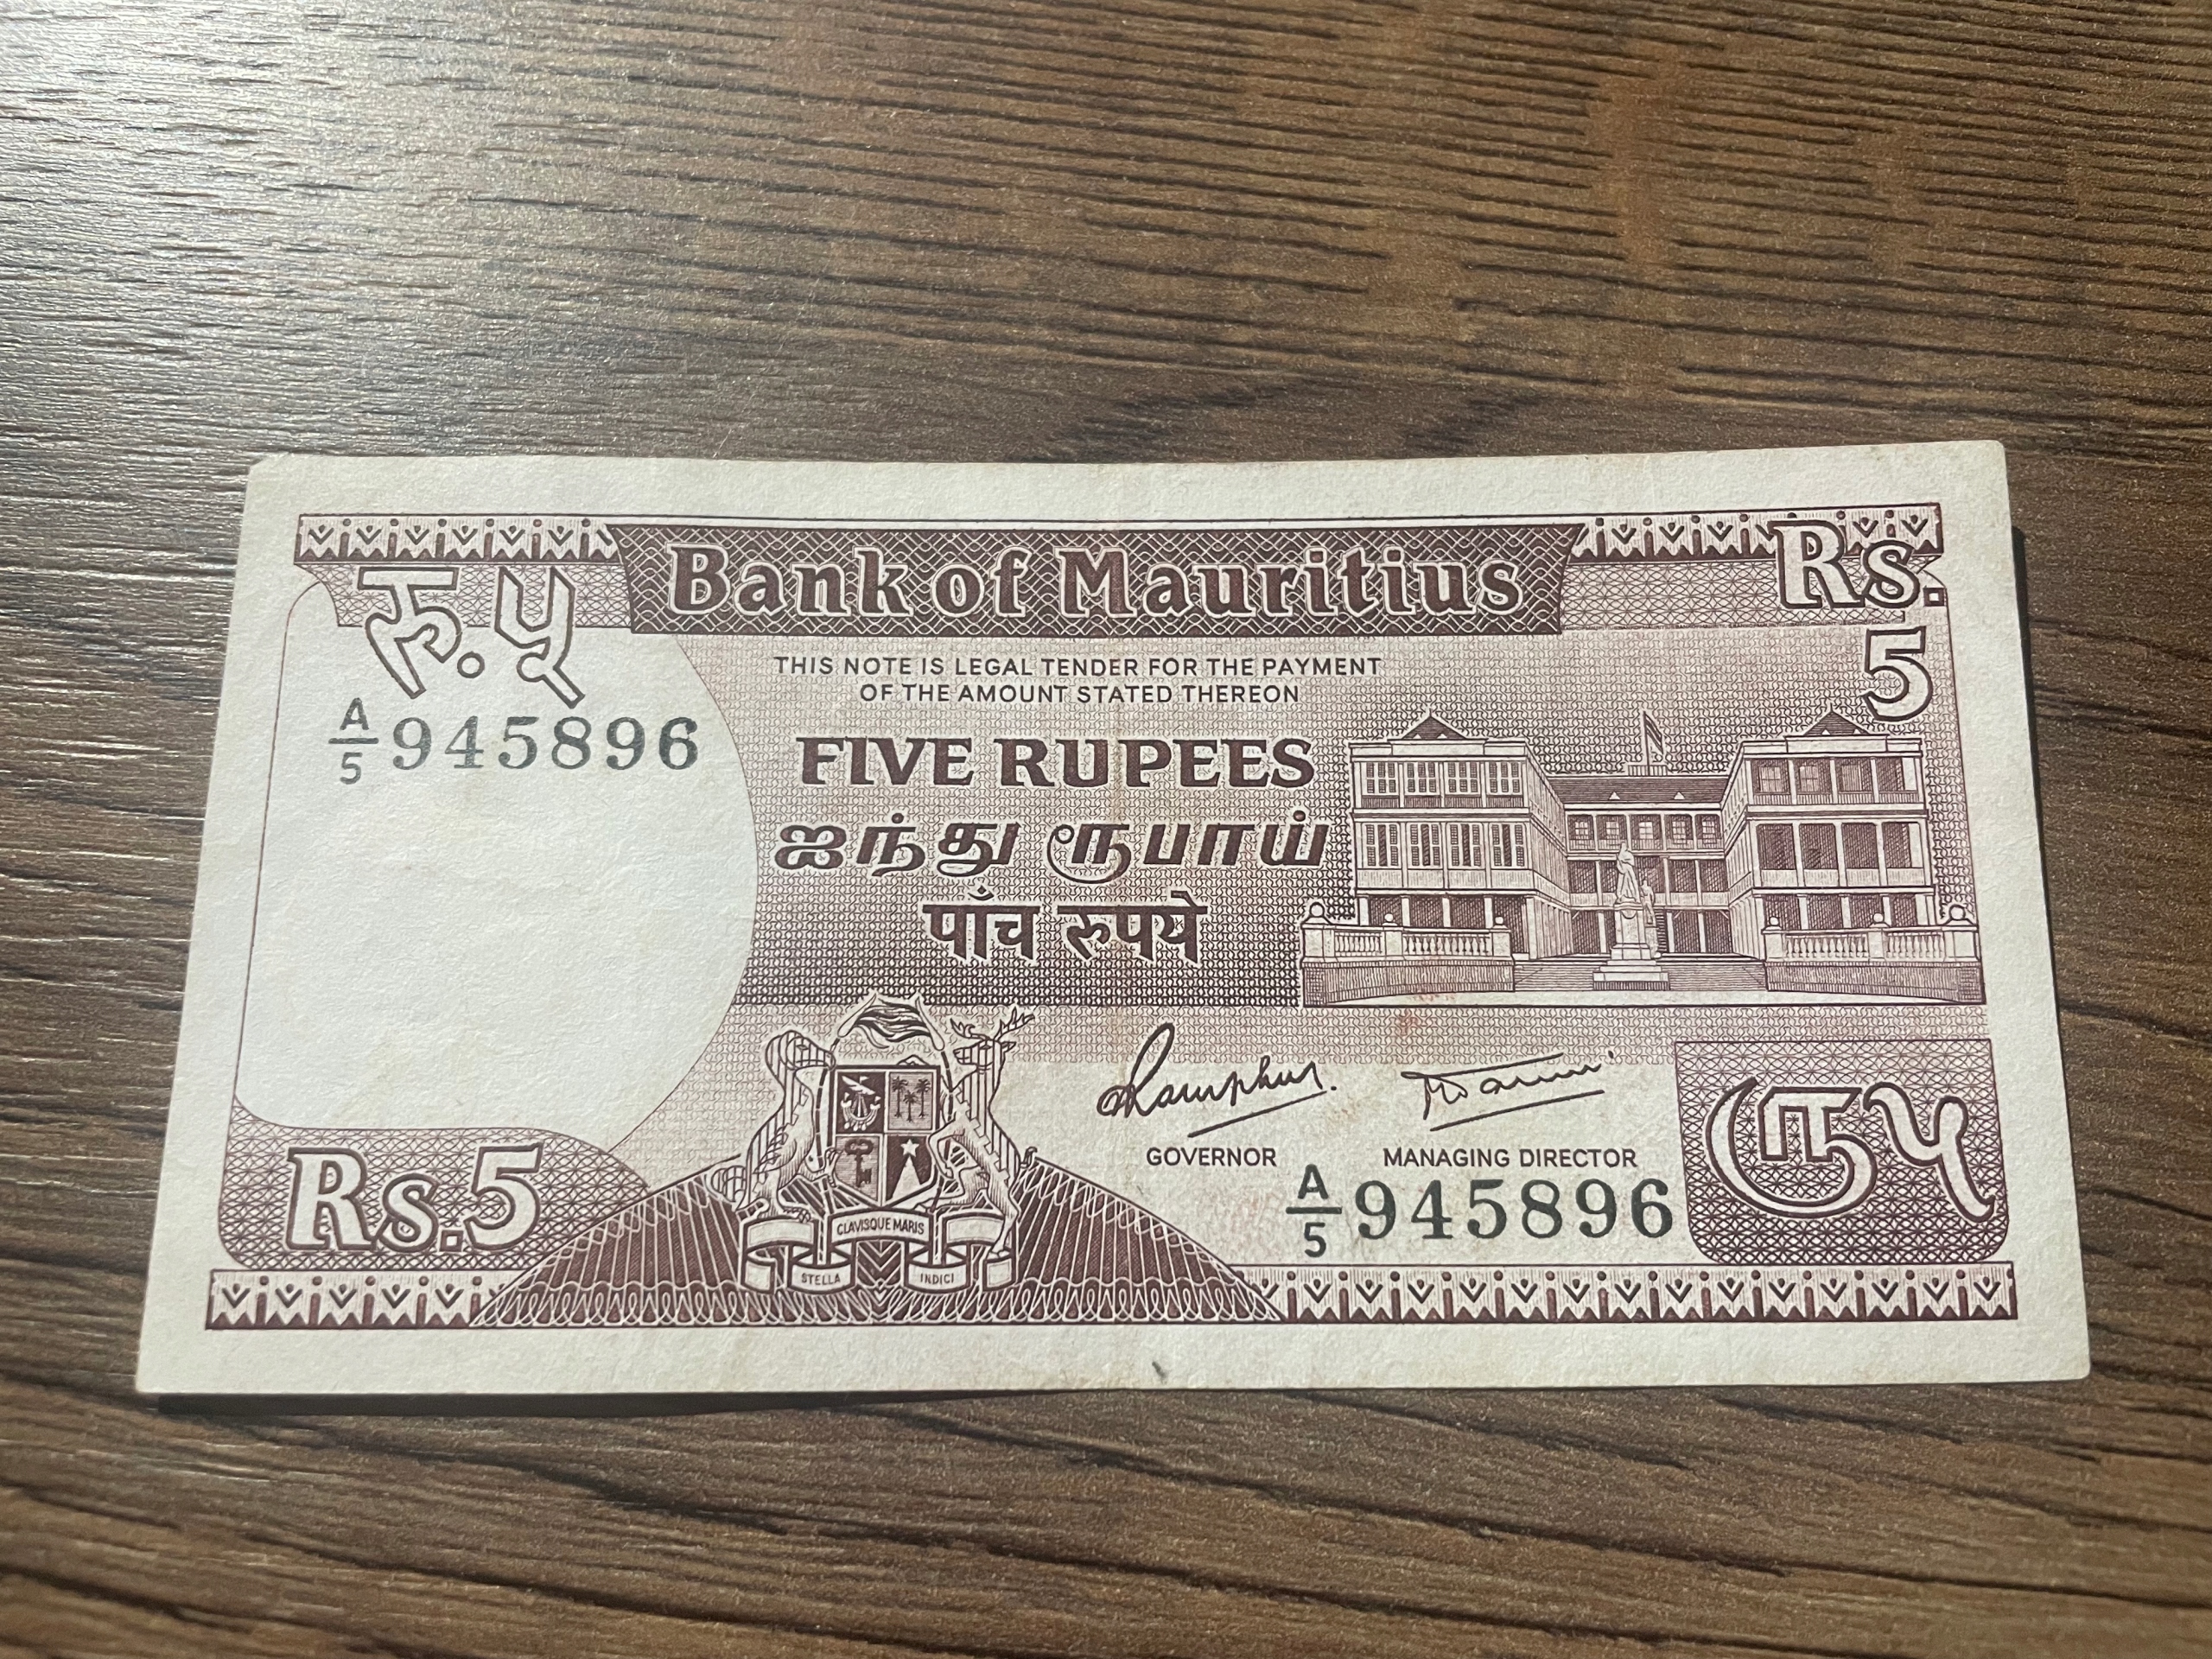 Bank of Mauritius
Rs.
5
रु. ५
THIS NOTE IS LEGAL TENDER FOR THE PAYMENT
OF THE AMOUNT STATED THEREON
A/5 945896
FIVE RUPEES
ஐந்து ரூபாய்
पाँच रुपये
GOVERNOR
MANAGING DIRECTOR
Rs.5
CLAVISQUE MARIS
STELLA
INDICI
A/5 945896
ரூ ௫